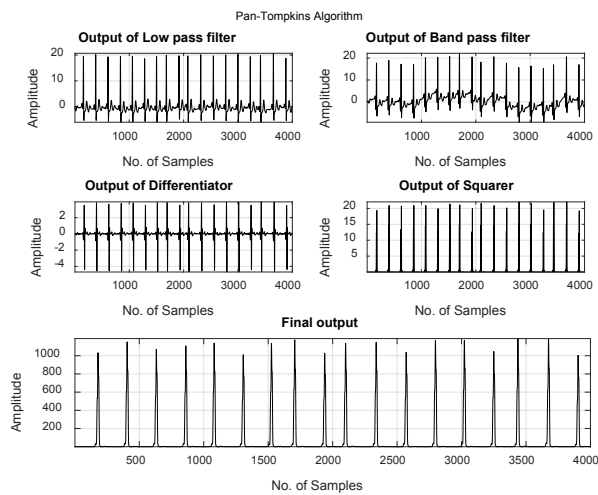 Pan-Tompkins Algorithm
Output of Low pass filter
Output of Band pass filter
20
10
0
Amplitude
1000 2000 3000 4000
No. of Samples
20
10
0
Amplitude
1000 2000 3000 4000
No. of Samples
Output of Differentiator
Output of Squarer
2
0
-2
-4
Amplitude
1000 2000 3000 4000
No. of Samples
20
15
10
5
Amplitude
1000 2000 3000 4000
No. of Samples
Final output
1000
800
600
400
200
Amplitude
500 1000 1500 2000 2500 3000 3500 4000
No. of Samples